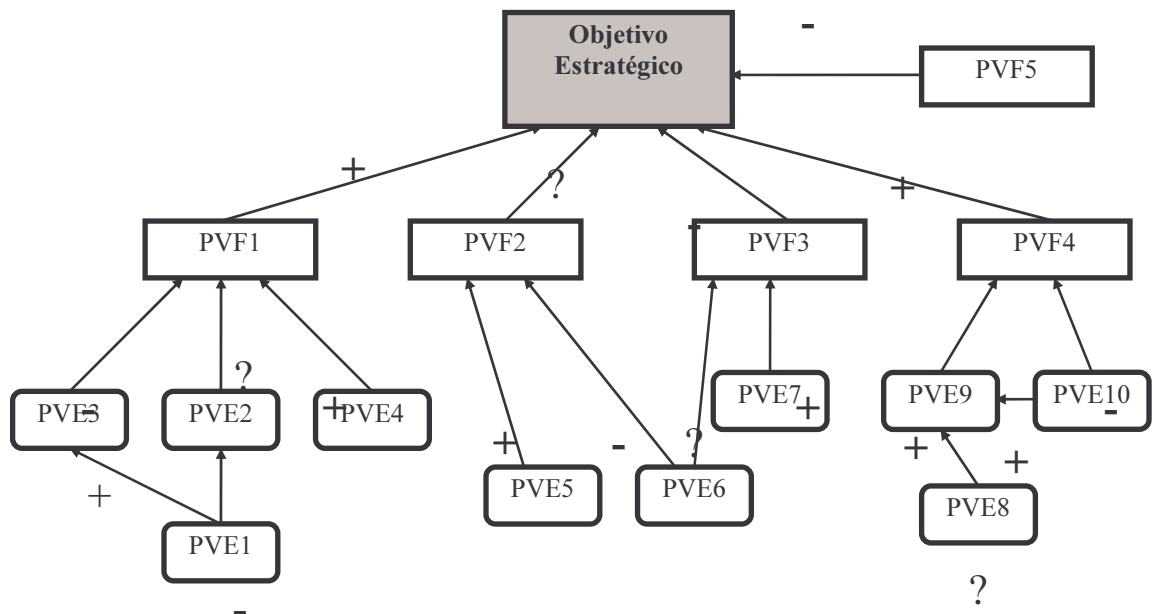 -
Objetivo
Estratégico
PVF5
+
?
+
PVF1
PVF2
-
PVF3
PVF4
?
PVE3
-
PVE2
+
PVE4
PVE7
+
PVE9
PVE10
-
+
-
?
+
+
PVE5
PVE6
PVE8
+
PVE1
?
-